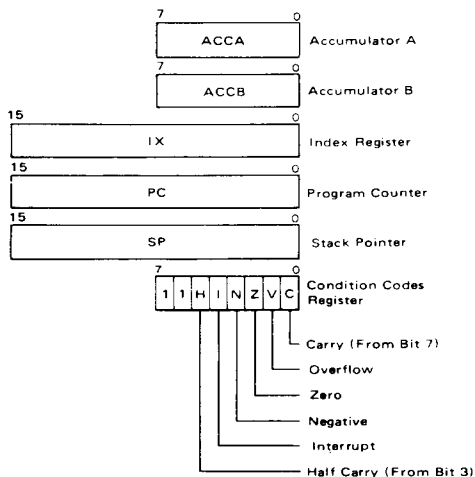 7 0
ACCA Accumulator A
7 0
ACCB Accumulator B
15 0
IX Index Register
15 0
PC Program Counter
15 0
SP Stack Pointer
7 0
1 1 H I N Z V C Condition Codes
Register
Carry (From Bit 7)
Overflow
Zero
Negative
Interrupt
Half Carry (From Bit 3)